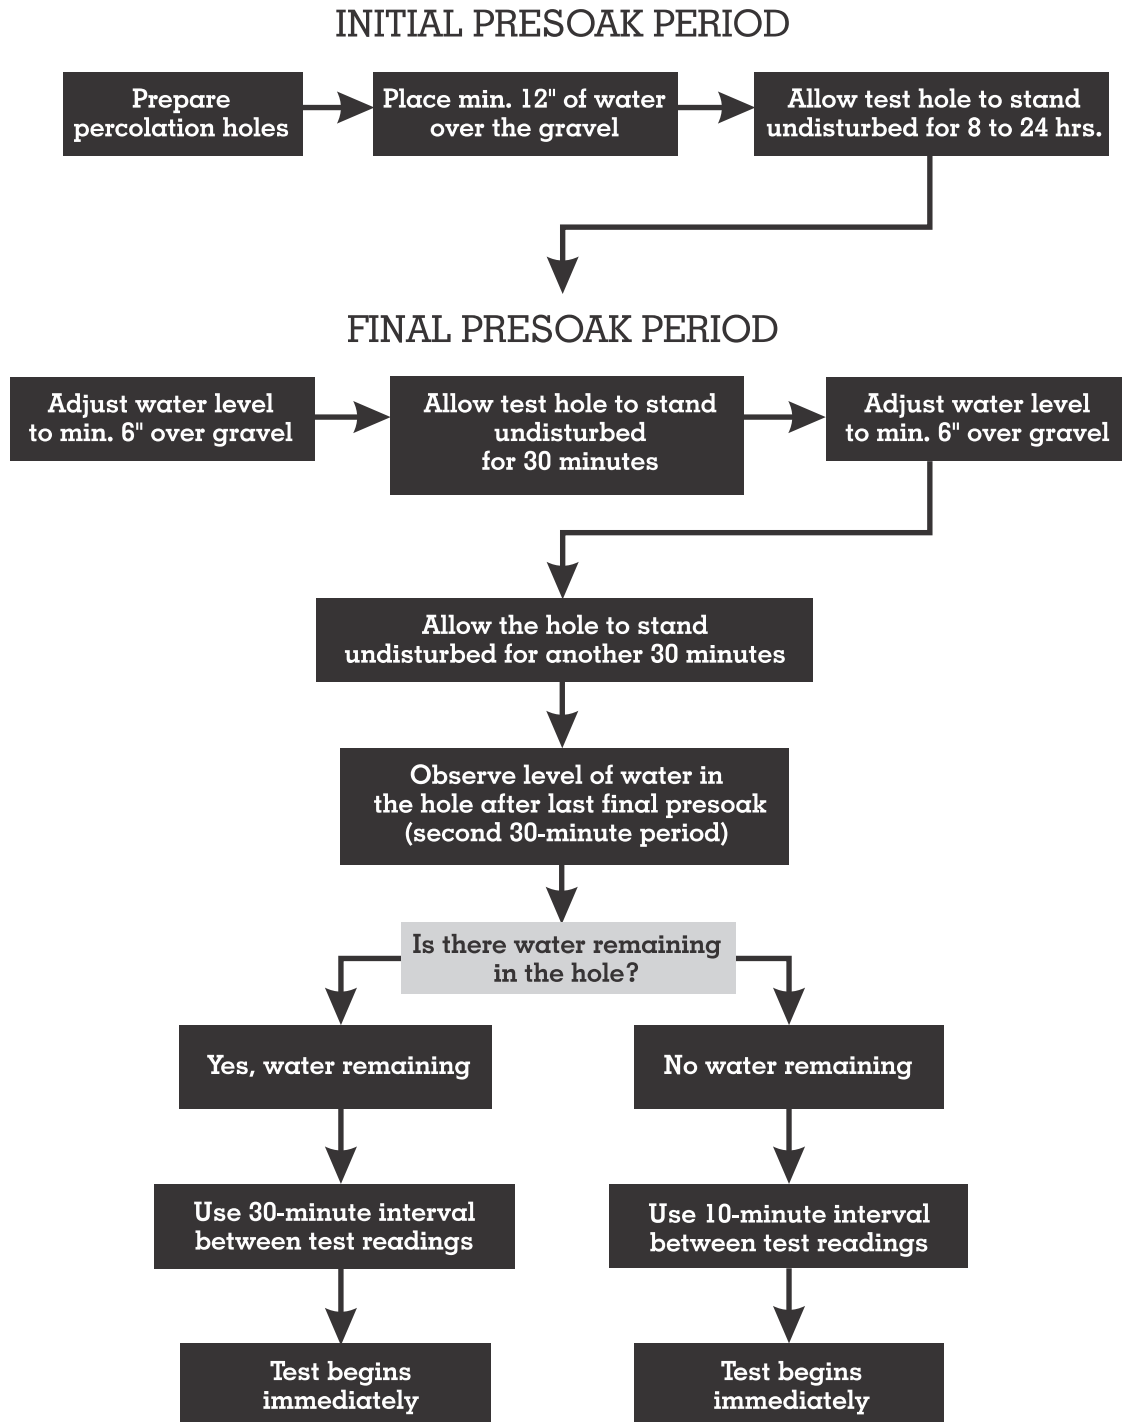 INITIAL PRESOAK PERIOD
Prepare
percolation holes
Place min. 12" of water
over the gravel
Allow test hole to stand
undisturbed for 8 to 24 hrs.
FINAL PRESOAK PERIOD
Adjust water level
to min. 6" over gravel
Allow test hole to stand
undisturbed
for 30 minutes
Adjust water level
to min. 6" over gravel
Allow the hole to stand
undisturbed for another 30 minutes
Observe level of water in
the hole after last final presoak
(second 30-minute period)
Is there water remaining
in the hole?
Yes, water remaining
Use 30-minute interval
between test readings
Test begins
immediately
No water remaining
Use 10-minute interval
between test readings
Test begins
immediately